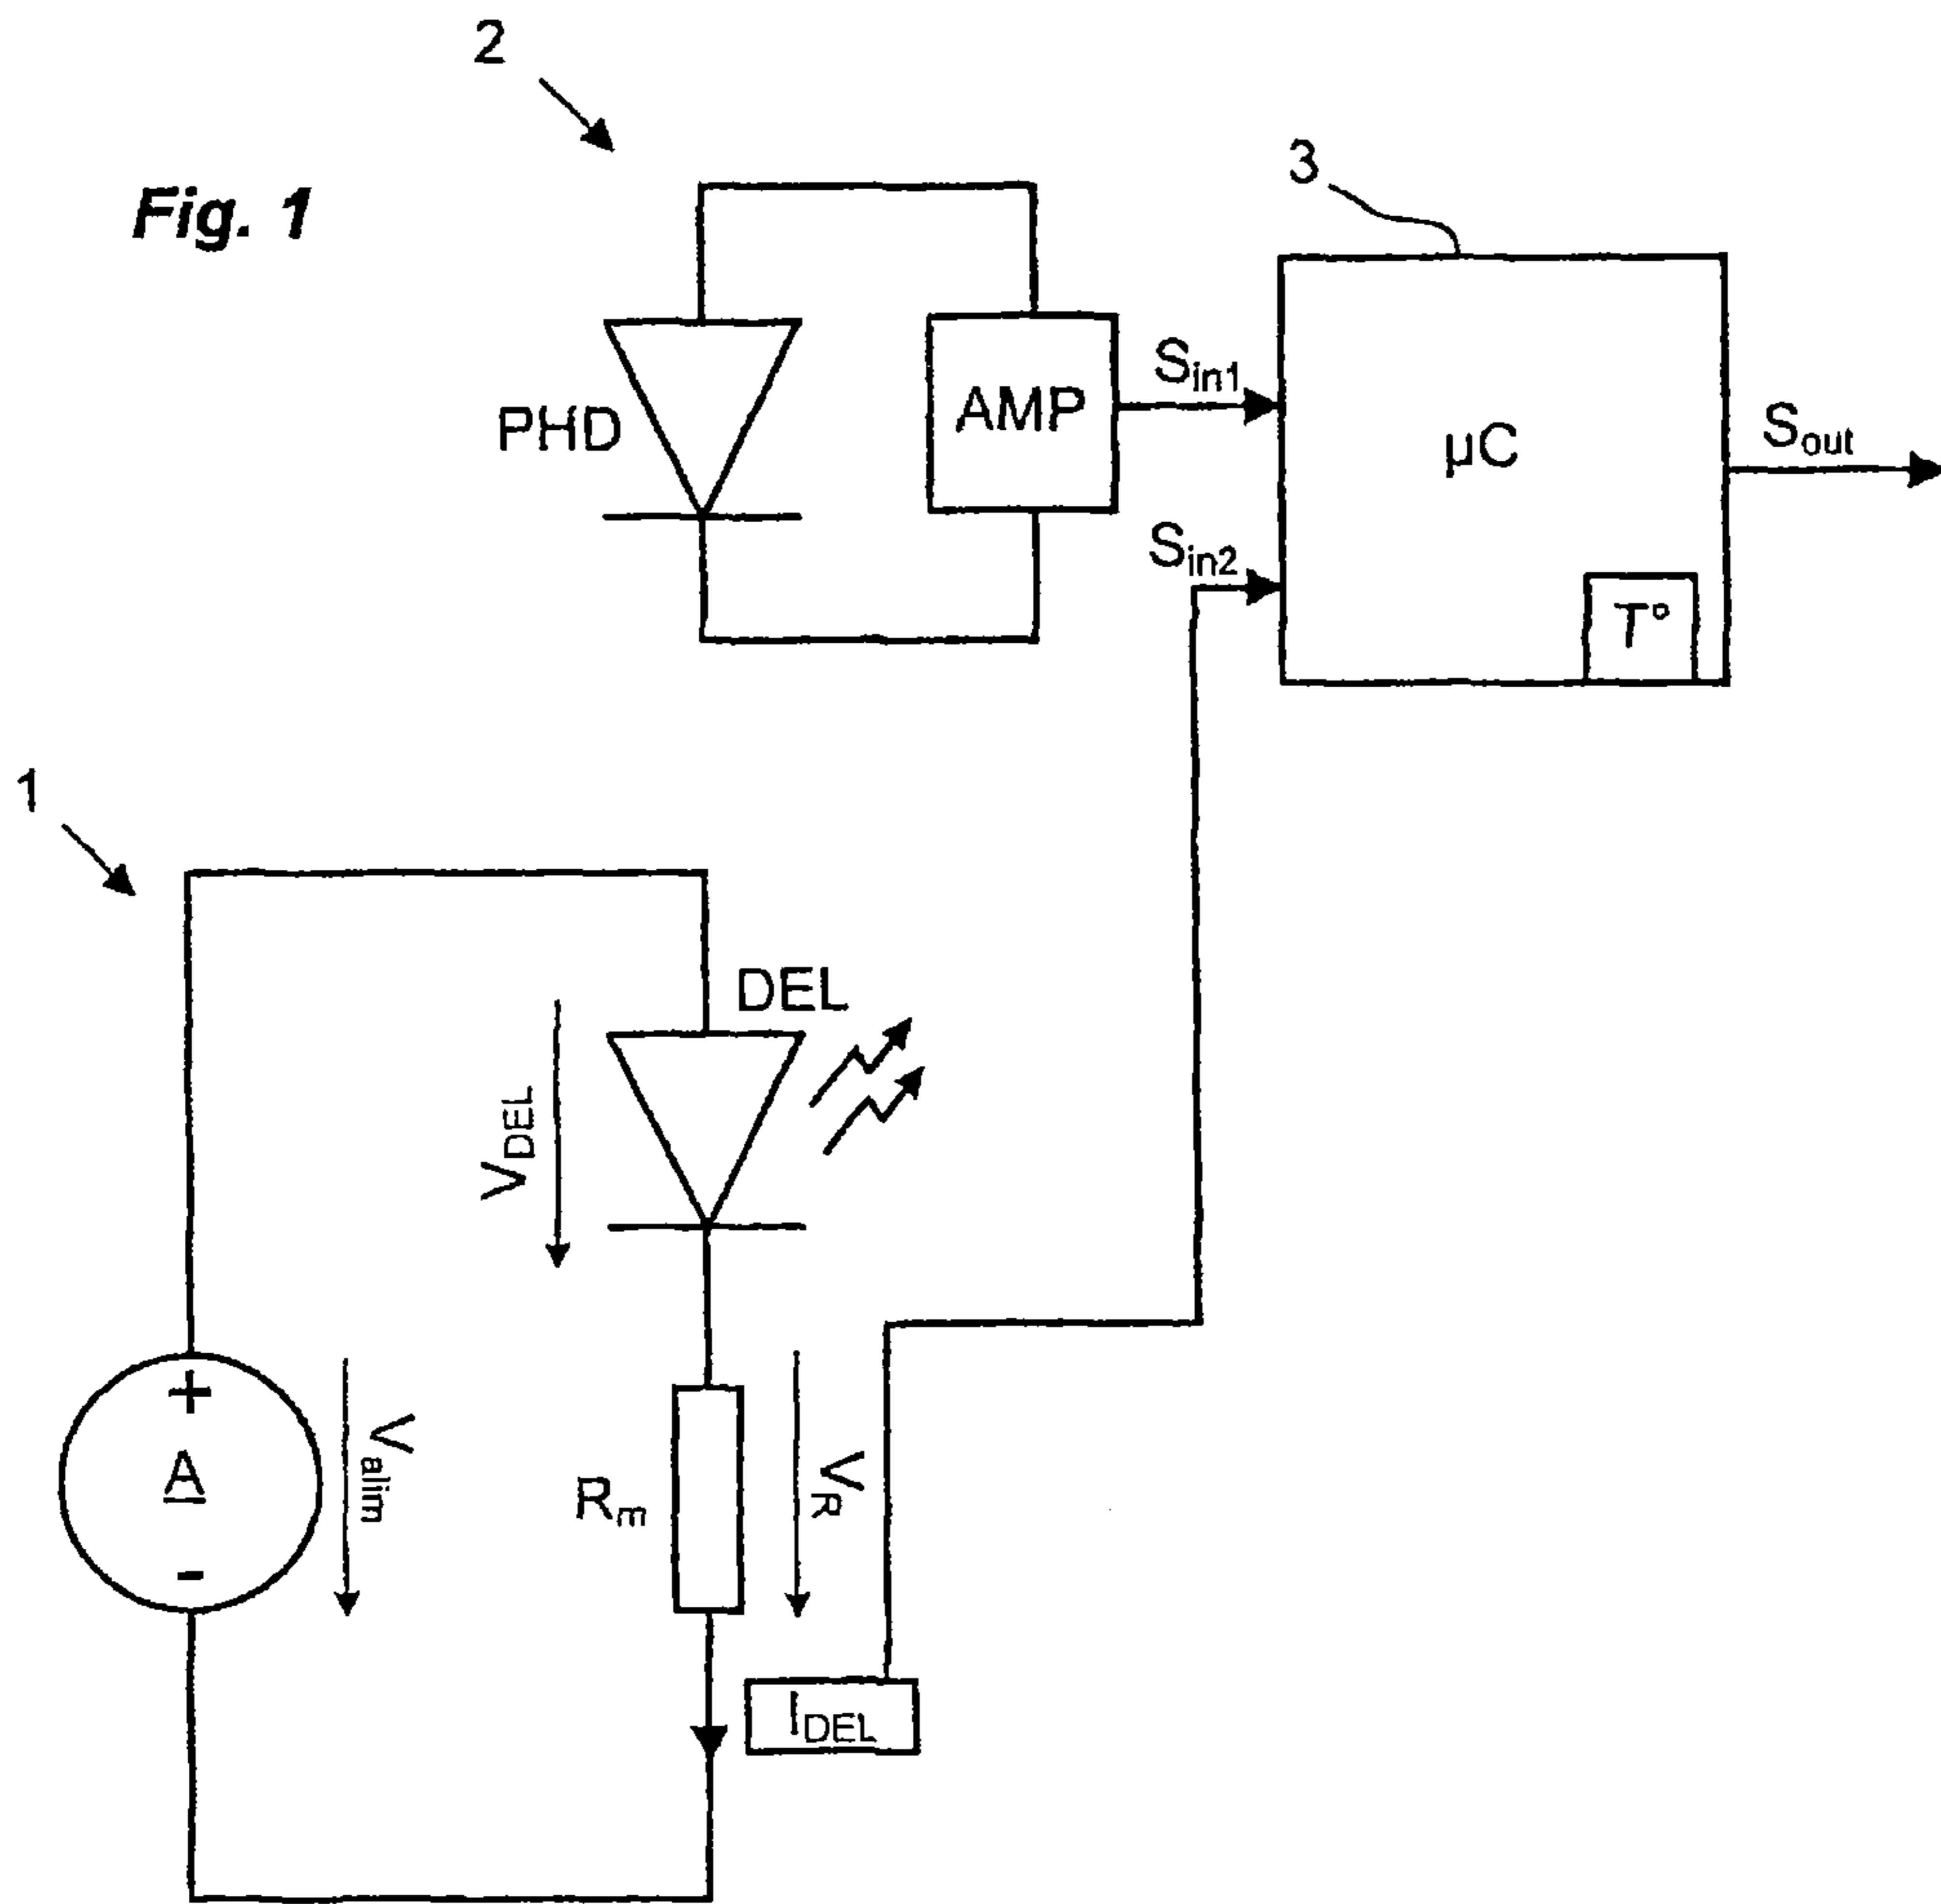 2
3
Fig. 1
PHD
AMP
S_in1
µC
S_out
S_in2
T°
1
DEL
V_DEL
+
A
-
V_alim
R_m
V_R
I_DEL